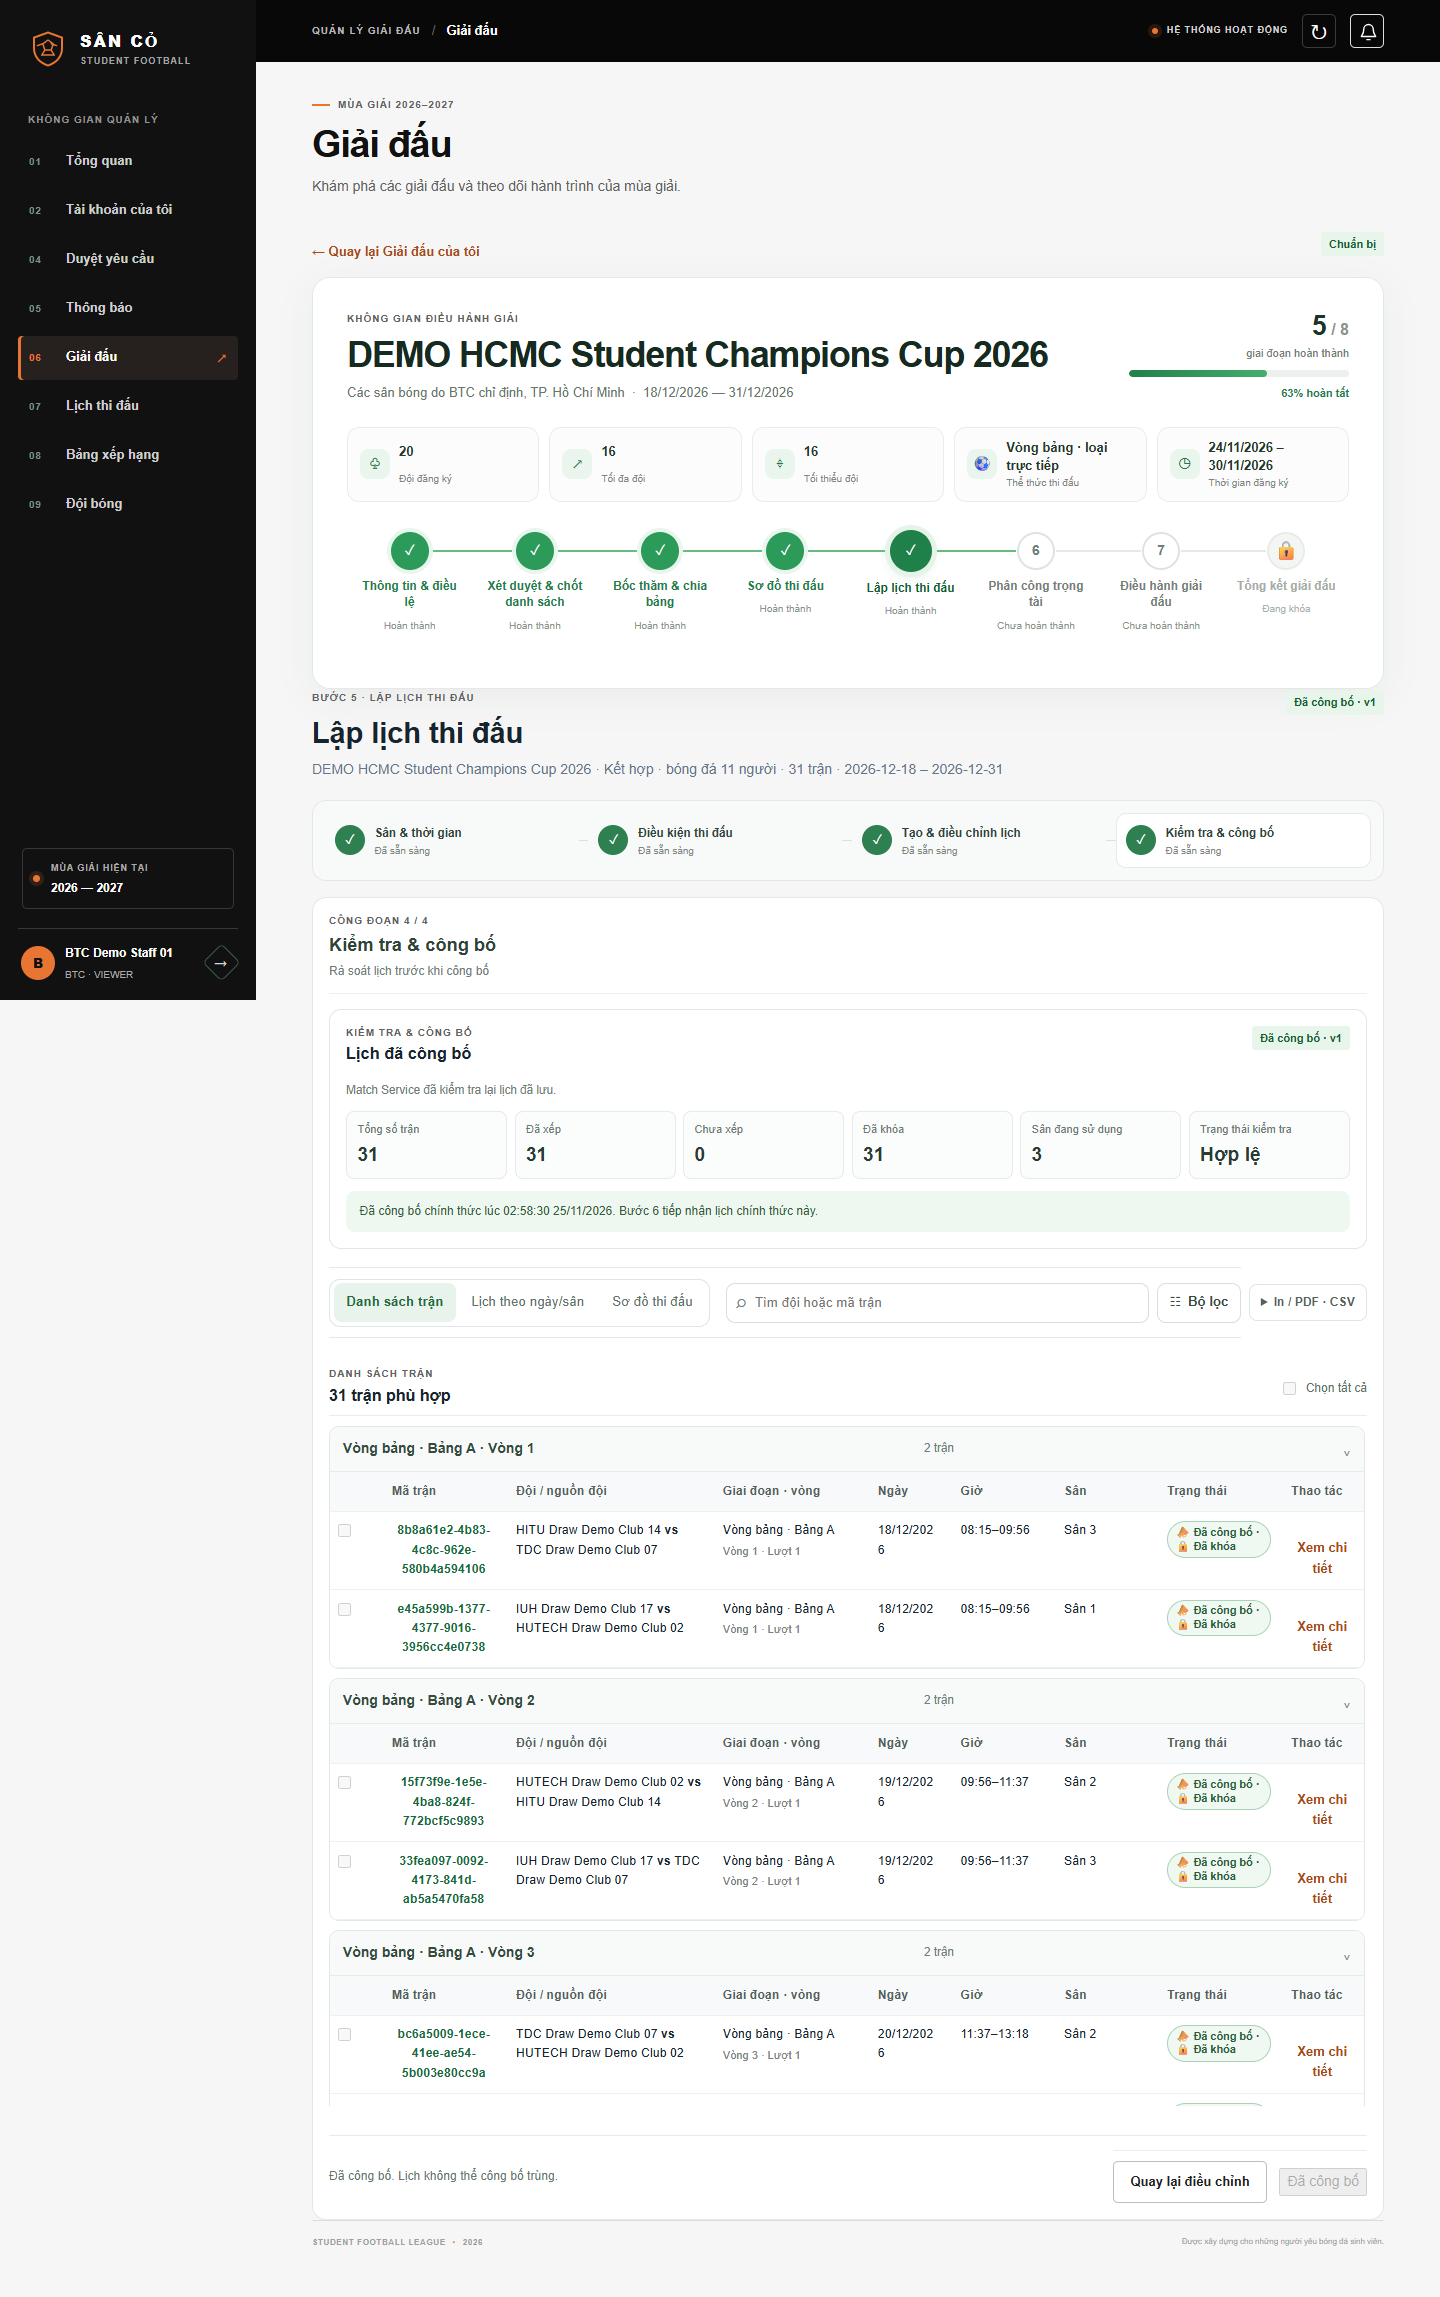 SÂN CỎ
STUDENT FOOTBALL
KHÔNG GIAN QUẢN LÝ
01 Tổng quan
02 Tài khoản của tôi
04 Duyệt yêu cầu
05 Thông báo
06 Giải đấu ↗
07 Lịch thi đấu
08 Bảng xếp hạng
09 Đội bóng
MÙA GIẢI HIỆN TẠI
2026 — 2027
B
BTC Demo Staff 01
BTC · VIEWER
→
QUẢN LÝ GIẢI ĐẤU / Giải đấu
HỆ THỐNG HOẠT ĐỘNG
MÙA GIẢI 2026–2027
Giải đấu
Khám phá các giải đấu và theo dõi hành trình của mùa giải.
← Quay lại Giải đấu của tôi
Chuẩn bị
KHÔNG GIAN ĐIỀU HÀNH GIẢI
DEMO HCMC Student Champions Cup 2026
Các sân bóng do BTC chỉ định, TP. Hồ Chí Minh · 18/12/2026 — 31/12/2026
5 / 8
giai đoạn hoàn thành
63% hoàn tất
20
Đội đăng ký
16
Tối đa đội
16
Tối thiểu đội
Vòng bảng · loại
trực tiếp
Thể thức thi đấu
24/11/2026 –
30/11/2026
Thời gian đăng ký
✓ ✓ ✓ ✓ ✓ 6 7
Thông tin & điều
lệ
Hoàn thành
Xét duyệt & chốt
danh sách
Hoàn thành
Bốc thăm & chia
bảng
Hoàn thành
Sơ đồ thi đấu
Hoàn thành
Lập lịch thi đấu
Hoàn thành
Phân công trọng
tài
Chưa hoàn thành
Điều hành giải
đấu
Chưa hoàn thành
Tổng kết giải đấu
Đang khóa
BƯỚC 5 · LẬP LỊCH THI ĐẤU
Đã công bố · v1
Lập lịch thi đấu
DEMO HCMC Student Champions Cup 2026 · Kết hợp · bóng đá 11 người · 31 trận · 2026-12-18 – 2026-12-31
✓ Sân & thời gian
Đã sẵn sàng
✓ Điều kiện thi đấu
Đã sẵn sàng
✓ Tạo & điều chỉnh lịch
Đã sẵn sàng
✓ Kiểm tra & công bố
Đã sẵn sàng
CÔNG ĐOẠN 4 / 4
Kiểm tra & công bố
Rà soát lịch trước khi công bố
KIỂM TRA & CÔNG BỐ
Lịch đã công bố
Đã công bố · v1
Match Service đã kiểm tra lại lịch đã lưu.
Tổng số trận
31
Đã xếp
31
Chưa xếp
0
Đã khóa
31
Sân đang sử dụng
3
Trạng thái kiểm tra
Hợp lệ
Đã công bố chính thức lúc 02:58:30 25/11/2026. Bước 6 tiếp nhận lịch chính thức này.
Danh sách trận
Lịch theo ngày/sân
Sơ đồ thi đấu
Tìm đội hoặc mã trận
Bộ lọc
▶ In / PDF · CSV
DANH SÁCH TRẬN
31 trận phù hợp
Chọn tất cả
Vòng bảng · Bảng A · Vòng 1 2 trận
Mã trận Đội / nguồn đội Giai đoạn · vòng Ngày Giờ Sân Trạng thái Thao tác
8b8a61e2-4b83-
4c8c-962e-
580b4a594106
HITU Draw Demo Club 14 vs
TDC Draw Demo Club 07
Vòng bảng · Bảng A
Vòng 1 · Lượt 1
18/12/202
6
08:15–09:56
Sân 3
Đã công bố ·
Đã khóa
Xem chi
tiết
e45a599b-1377-
4377-9016-
3956cc4e0738
IUH Draw Demo Club 17 vs
HUTECH Draw Demo Club 02
Vòng bảng · Bảng A
Vòng 1 · Lượt 1
18/12/202
6
08:15–09:56
Sân 1
Đã công bố ·
Đã khóa
Xem chi
tiết
Vòng bảng · Bảng A · Vòng 2 2 trận
Mã trận Đội / nguồn đội Giai đoạn · vòng Ngày Giờ Sân Trạng thái Thao tác
15f73f9e-1e5e-
4ba8-824f-
772bcf5c9893
HUTECH Draw Demo Club 02 vs
HITU Draw Demo Club 14
Vòng bảng · Bảng A
Vòng 2 · Lượt 1
19/12/202
6
09:56–11:37
Sân 2
Đã công bố ·
Đã khóa
Xem chi
tiết
33fea097-0092-
4173-841d-
ab5a5470fa58
IUH Draw Demo Club 17 vs TDC
Draw Demo Club 07
Vòng bảng · Bảng A
Vòng 2 · Lượt 1
19/12/202
6
09:56–11:37
Sân 3
Đã công bố ·
Đã khóa
Xem chi
tiết
Vòng bảng · Bảng A · Vòng 3 2 trận
Mã trận Đội / nguồn đội Giai đoạn · vòng Ngày Giờ Sân Trạng thái Thao tác
bc6a5009-1ece-
41ee-ae54-
5b003e80cc9a
TDC Draw Demo Club 07 vs
HUTECH Draw Demo Club 02
Vòng bảng · Bảng A
Vòng 3 · Lượt 1
20/12/202
6
11:37–13:18
Sân 2
Đã công bố ·
Đã khóa
Xem chi
tiết
Đã công bố. Lịch không thể công bố trùng.
Quay lại điều chỉnh
Đã công bố
STUDENT FOOTBALL LEAGUE · 2026
Được xây dựng cho những người yêu bóng đá sinh viên.